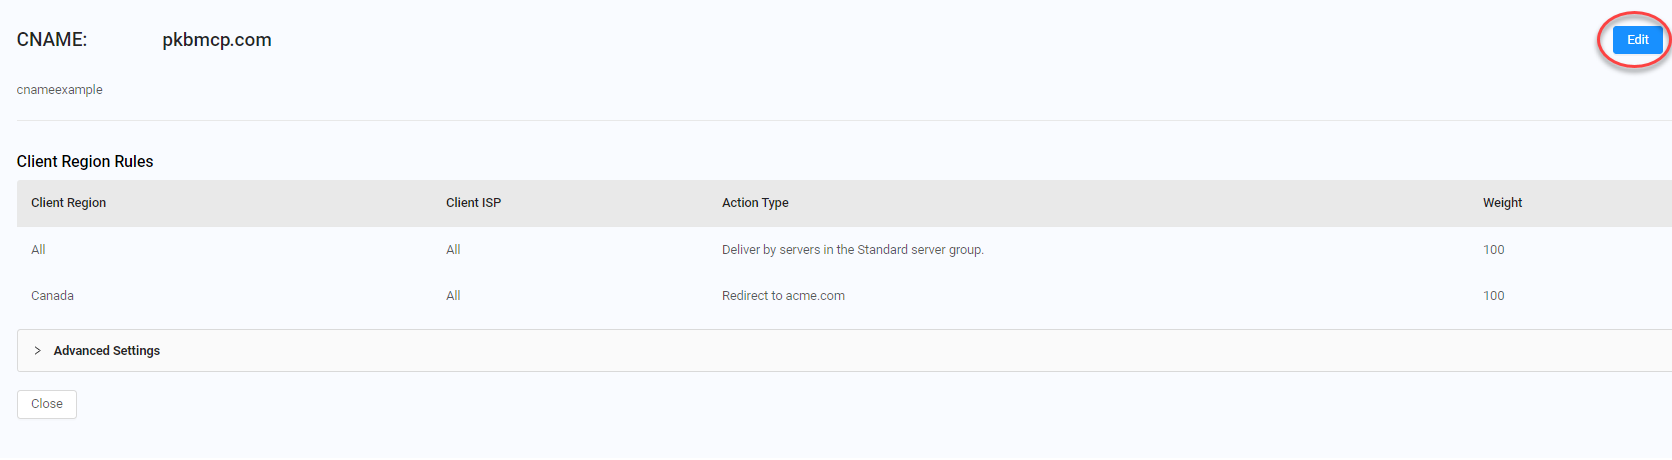 CNAME: pkbmcp.com Edit
cnameexample
Client Region Rules
Client Region Client ISP Action Type Weight
All All Deliver by servers in the Standard server group. 100
Canada All Redirect to acme.com 100
Advanced Settings
Close